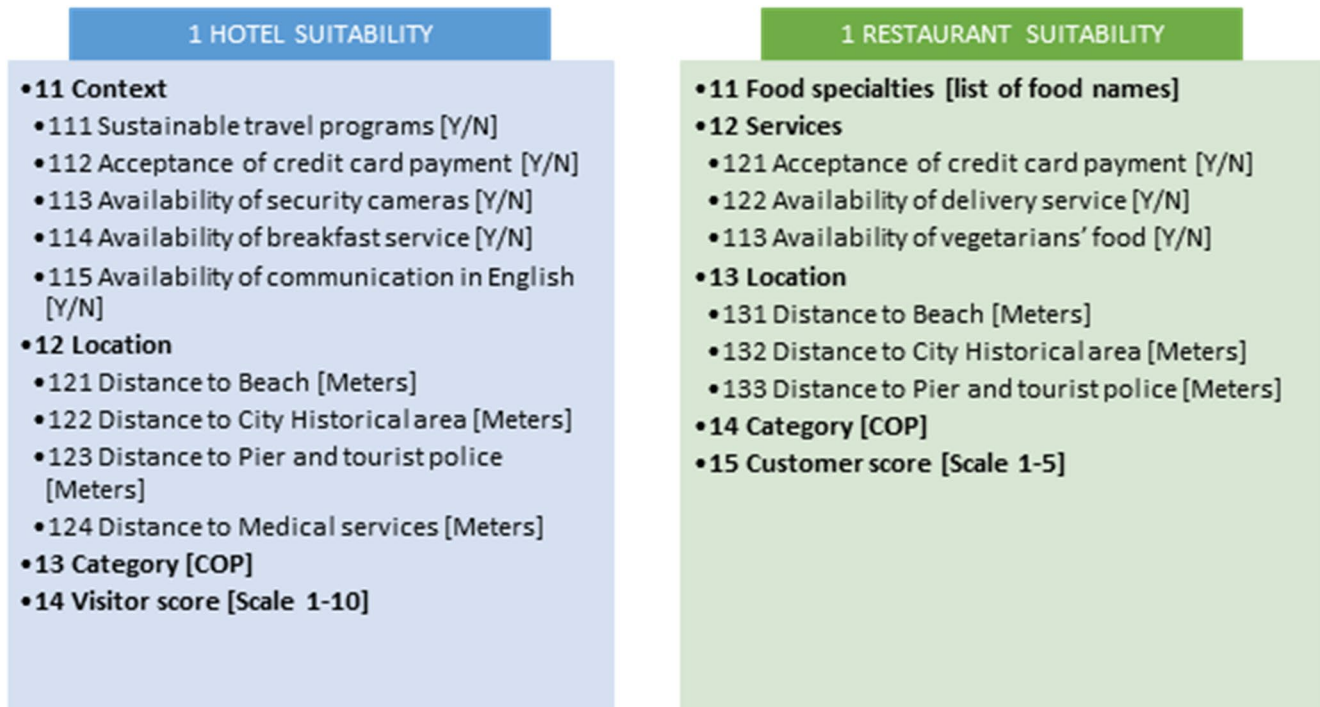 1 HOTEL SUITABILITY
•11 Context
•111 Sustainable travel programs [Y/N]
•112 Acceptance of credit card payment [Y/N]
•113 Availability of security cameras [Y/N]
•114 Availability of breakfast service [Y/N]
•115 Availability of communication in English
[Y/N]
•12 Location
•121 Distance to Beach [Meters]
•122 Distance to City Historical area [Meters]
•123 Distance to Pier and tourist police
[Meters]
•124 Distance to Medical services [Meters]
•13 Category [COP]
•14 Visitor score [Scale 1-10]
1 RESTAURANT SUITABILITY
•11 Food specialties [list of food names]
•12 Services
•121 Acceptance of credit card payment [Y/N]
•122 Availability of delivery service [Y/N]
•113 Availability of vegetarians’ food [Y/N]
•13 Location
•131 Distance to Beach [Meters]
•132 Distance to City Historical area [Meters]
•133 Distance to Pier and tourist police [Meters]
•14 Category [COP]
•15 Customer score [Scale 1-5]